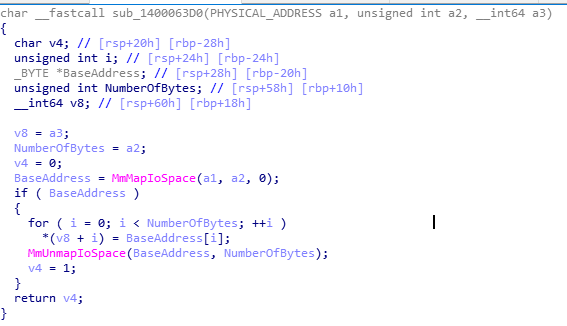 char __fastcall sub_1400063D0(PHYSICAL_ADDRESS a1, unsigned int a2, __int64 a3)
{
  char v4; // [rsp+20h] [rbp-28h]
  unsigned int i; // [rsp+24h] [rbp-24h]
  _BYTE *BaseAddress; // [rsp+28h] [rbp-20h]
  unsigned int NumberOfBytes; // [rsp+58h] [rbp+10h]
  __int64 v8; // [rsp+60h] [rbp+18h]

  v8 = a3;
  NumberOfBytes = a2;
  v4 = 0;
  BaseAddress = MmMapIoSpace(a1, a2, 0);
  if ( BaseAddress )
  {
    for ( i = 0; i < NumberOfBytes; ++i )
      *(v8 + i) = BaseAddress[i];
    MmUnmapIoSpace(BaseAddress, NumberOfBytes);
    v4 = 1;
  }
  return v4;
}